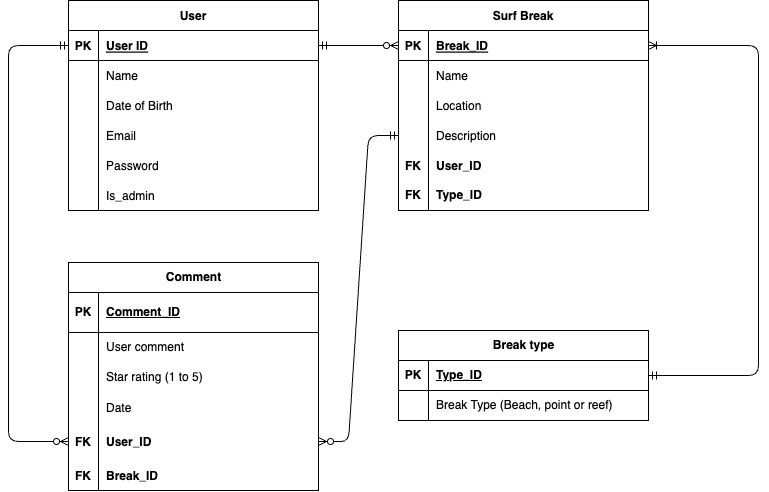 User
PK User ID
Name
Date of Birth
Email
Password
Is_admin
Surf Break
PK Break_ID
Name
Location
Description
FK User_ID
FK Type_ID
Comment
PK Comment_ID
User comment
Star rating (1 to 5)
Date
FK User_ID
FK Break_ID
Break type
PK Type_ID
Break Type (Beach, point or reef)